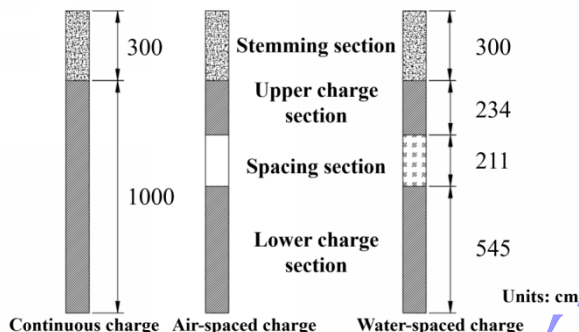 300
Stemming section
300
Upper charge
section
234
Spacing section
211
1000
Lower charge
section
545
Units: cm
Continuous charge
Air-spaced charge
Water-spaced charge